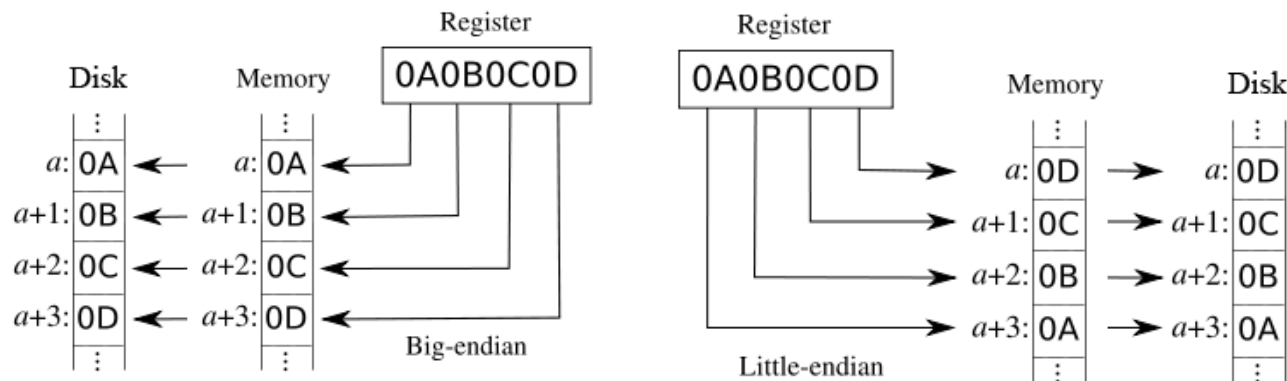 Register
0A0B0C0D
Disk
Memory
⋮
⋮
a: 0A
a: 0A
a+1: 0B
a+1: 0B
a+2: 0C
a+2: 0C
a+3: 0D
a+3: 0D
⋮
⋮
Big-endian
Register
0A0B0C0D
Memory
Disk
⋮
⋮
a: 0D
a: 0D
a+1: 0C
a+1: 0C
a+2: 0B
a+2: 0B
a+3: 0A
a+3: 0A
⋮
⋮
Little-endian